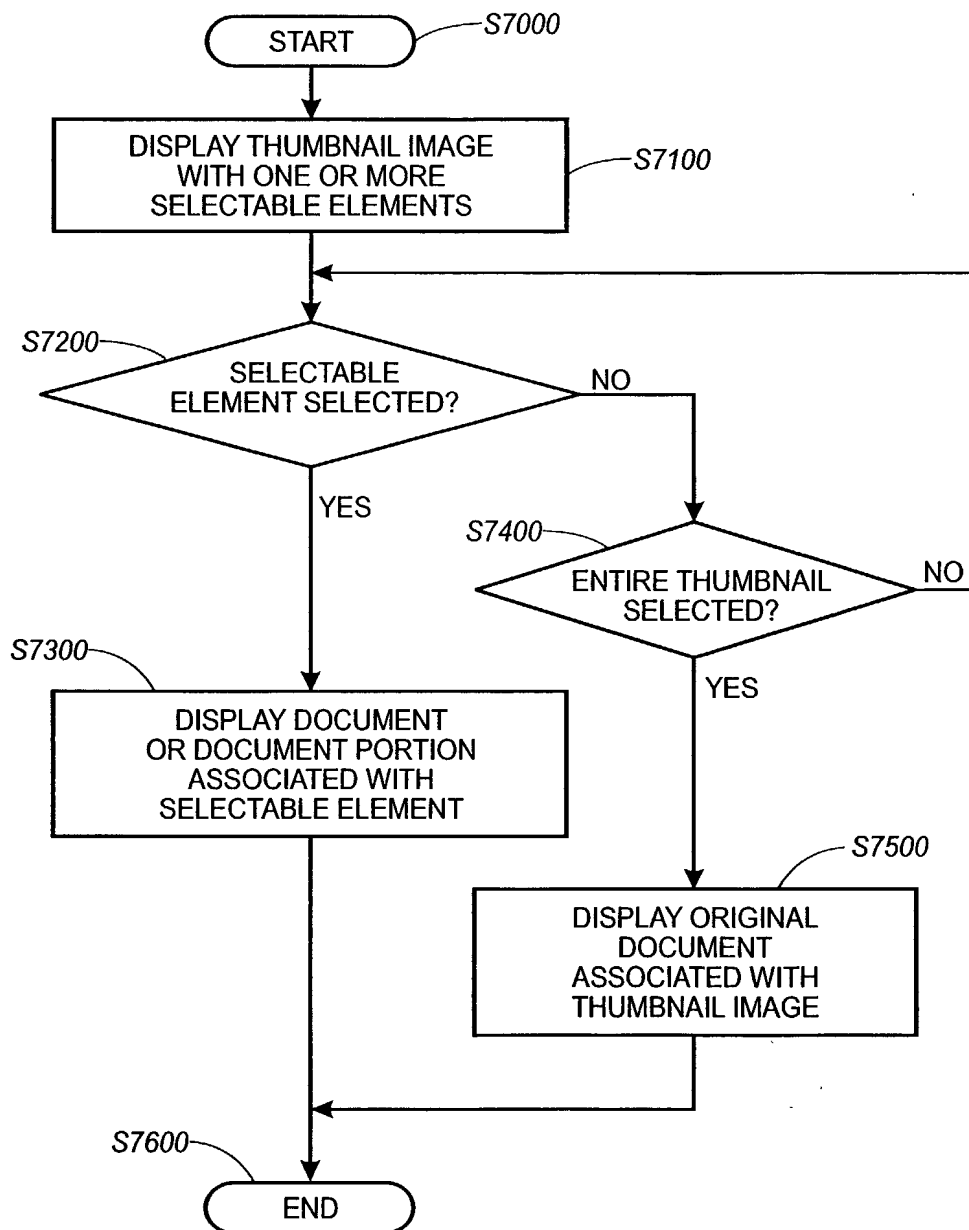 START
S7000
DISPLAY THUMBNAIL IMAGE
WITH ONE OR MORE
SELECTABLE ELEMENTS
S7100
S7200
SELECTABLE
ELEMENT SELECTED?
NO
YES
S7400
ENTIRE THUMBNAIL
SELECTED?
NO
YES
S7300
DISPLAY DOCUMENT
OR DOCUMENT PORTION
ASSOCIATED WITH
SELECTABLE ELEMENT
S7500
DISPLAY ORIGINAL
DOCUMENT
ASSOCIATED WITH
THUMBNAIL IMAGE
S7600
END